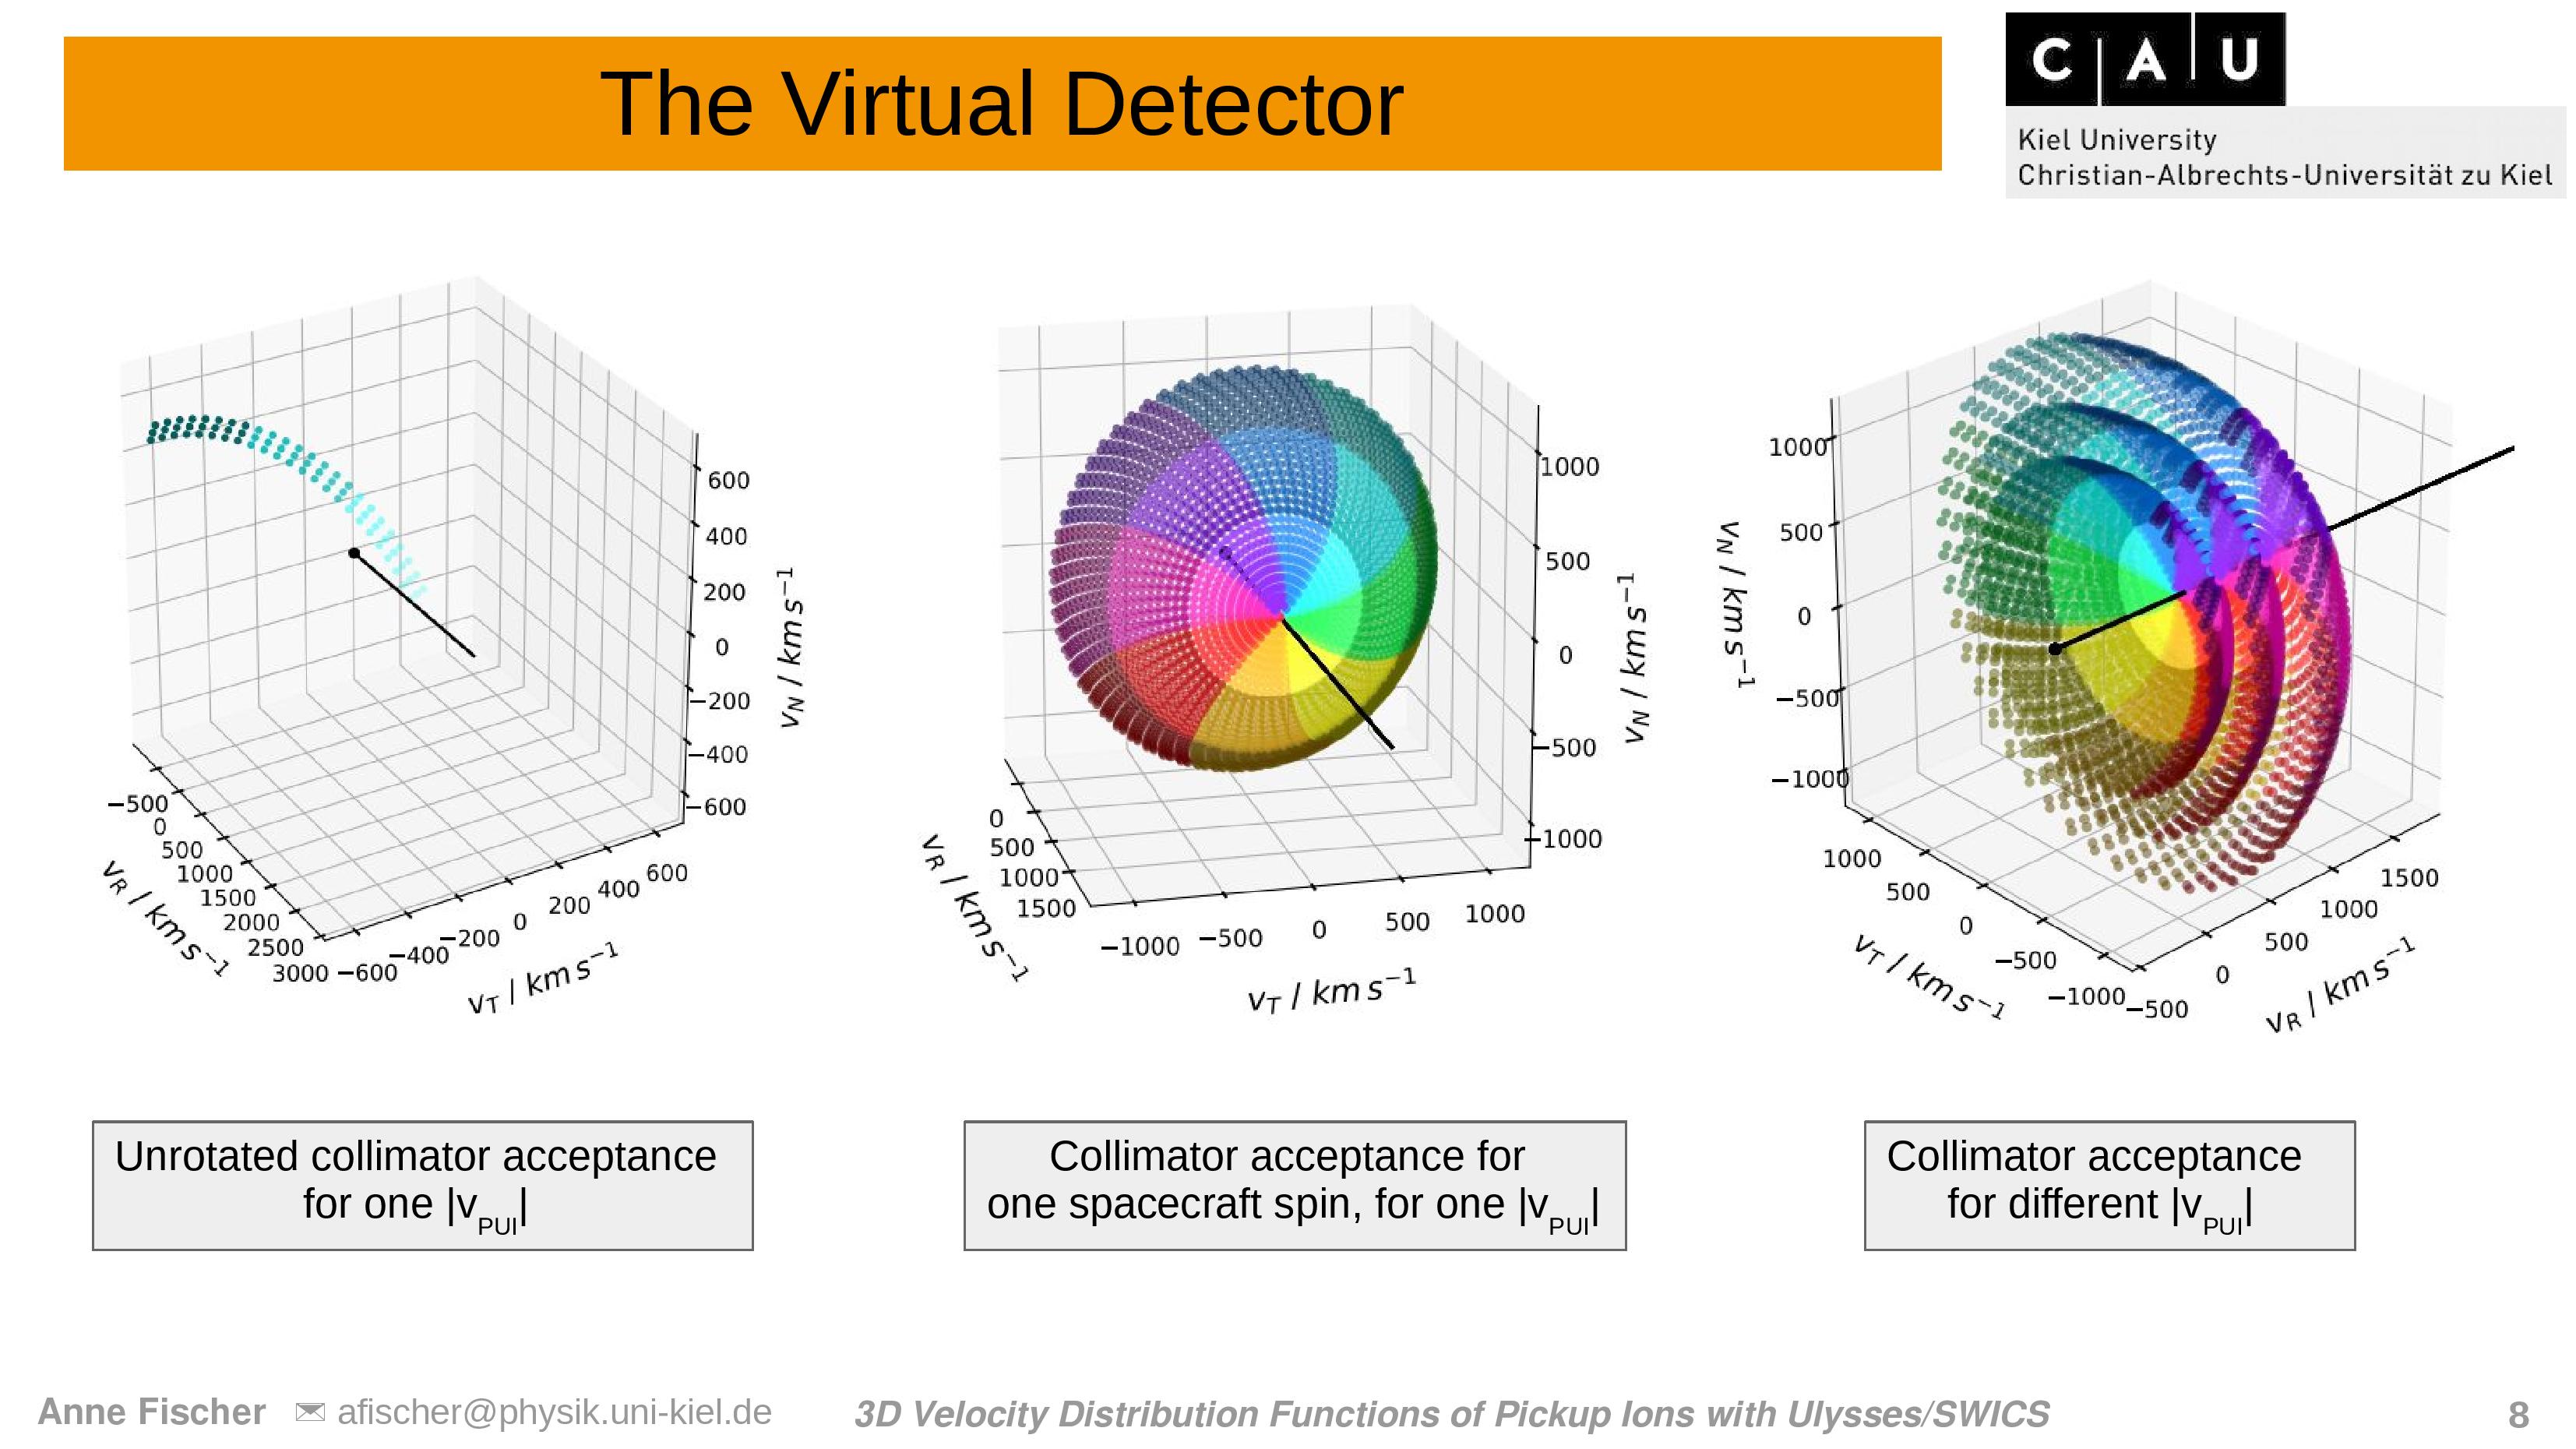 The Virtual Detector
C A U
Kiel University
Christian-Albrechts-Universität zu Kiel
600
400
200
0
−200
−400
−600
v_N / km s⁻¹
−500
0
500
1000
1500
2000
2500
3000
v_R / km s⁻¹
−600
−400
−200
0
200
400
600
v_T / km s⁻¹
1000
500
0
−500
−1000
v_N / km s⁻¹
0
500
1000
1500
v_R / km s⁻¹
−1000
−500
0
500
1000
v_T / km s⁻¹
1000
500
0
−500
−1000
v_N / km s⁻¹
1000
500
0
−500
−1000
v_T / km s⁻¹
−500
0
500
1000
1500
v_R / km s⁻¹
Unrotated collimator acceptance
for one |v_PUI|
Collimator acceptance for
one spacecraft spin, for one |v_PUI|
Collimator acceptance
for different |v_PUI|
Anne Fischer ✉ afischer@physik.uni-kiel.de 3D Velocity Distribution Functions of Pickup Ions with Ulysses/SWICS 8